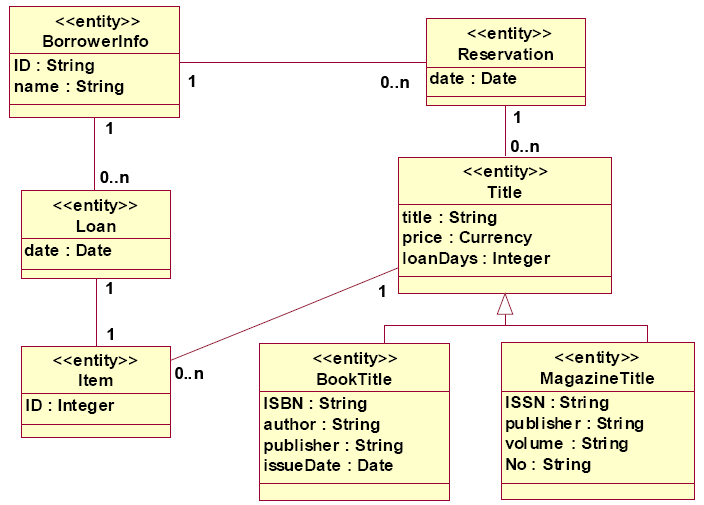 <<entity>>
BorrowerInfo
ID : String
name : String
1
0..n
<<entity>>
Reservation
date : Date
1
0..n
1
0..n
<<entity>>
Loan
date : Date
<<entity>>
Title
title : String
price : Currency
loanDays : Integer
1
1
1
0..n
<<entity>>
Item
ID : Integer
<<entity>>
BookTitle
ISBN : String
author : String
publisher : String
issueDate : Date
<<entity>>
MagazineTitle
ISSN : String
publisher : String
volume : String
No : String